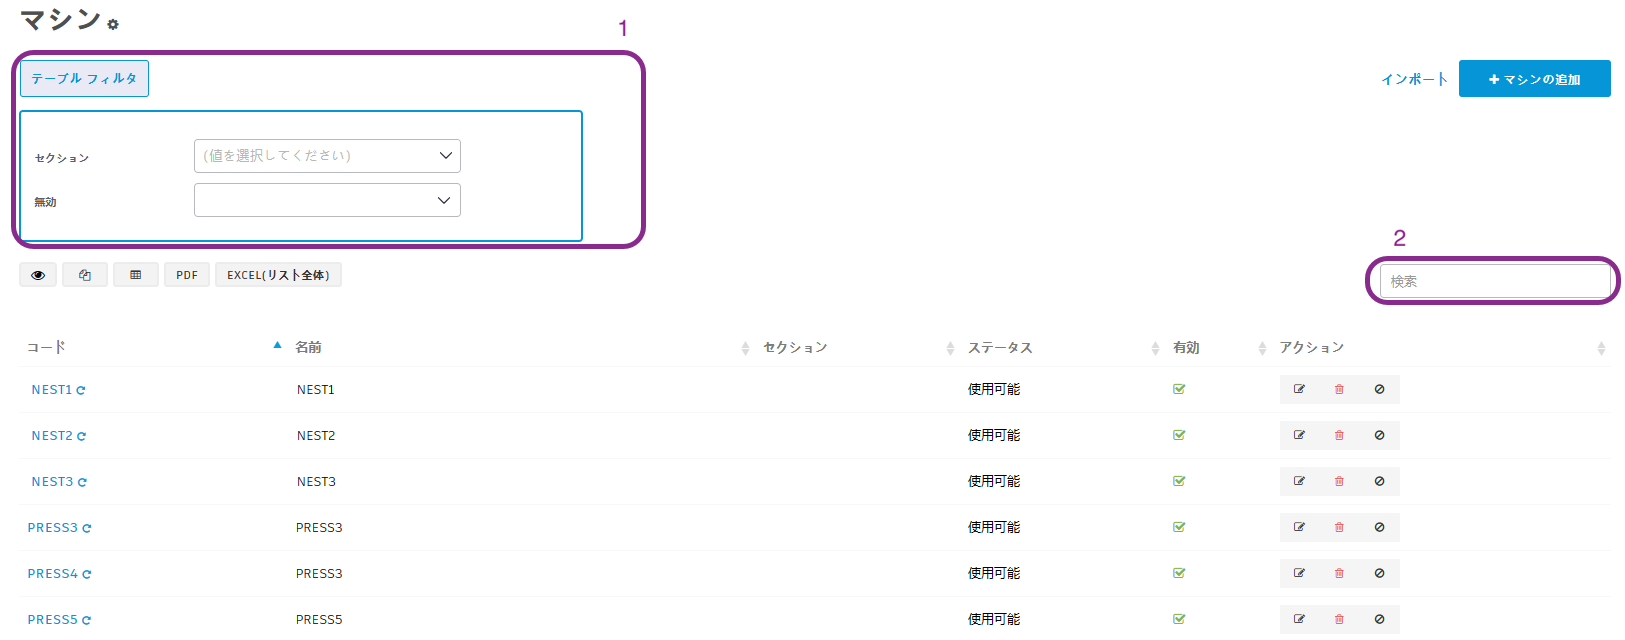 マシン
1
テーブル フィルタ
インポート
マシンの追加
セクション (値を選択してください)
無効
2
PDF EXCEL(リスト全体)
検索
コード 名前 セクション ステータス 有効 アクション
NEST1 NEST1 使用可能
NEST2 NEST2 使用可能
NEST3 NEST3 使用可能
PRESS3 PRESS3 使用可能
PRESS4 PRESS3 使用可能
PRESS5 PRESS5 使用可能